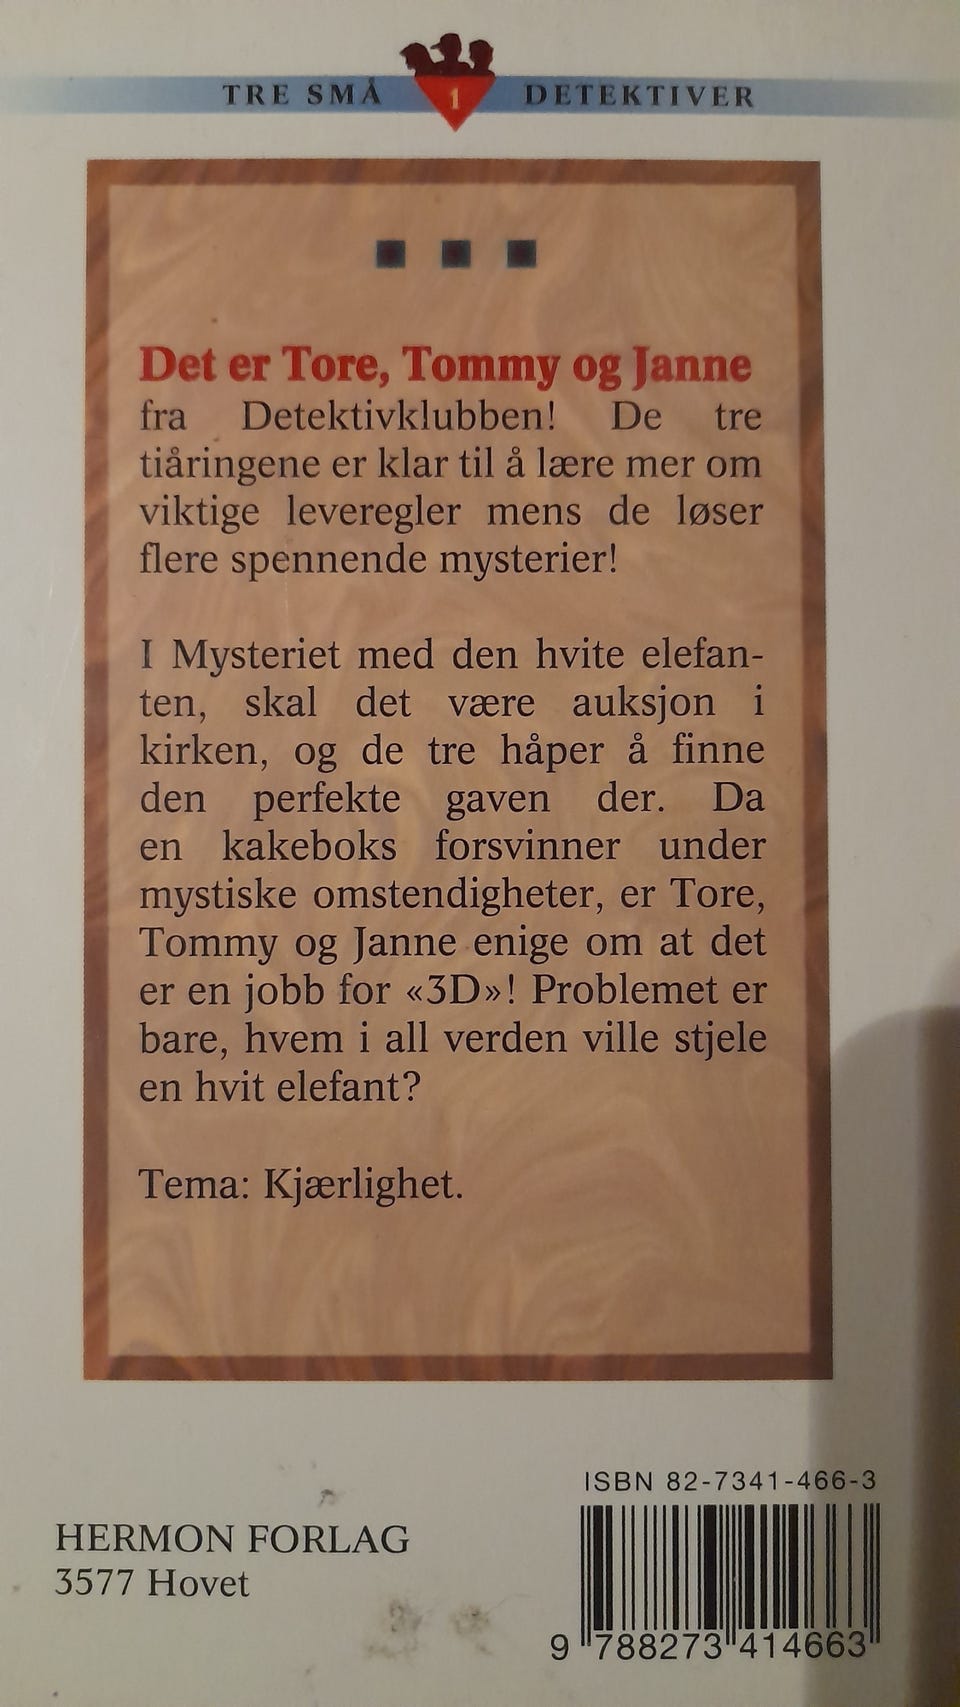 TRE SMÅ 1 DETEKTIVER
Det er Tore, Tommy og Janne
fra Detektivklubben! De tre
tiåringene er klar til å lære mer om
viktige leveregler mens de løser
flere spennende mysterier!
I Mysteriet med den hvite elefan-
ten, skal det være auksjon i
kirken, og de tre håper å finne
den perfekte gaven der. Da
en kakeboks forsvinner under
mystiske omstendigheter, er Tore,
Tommy og Janne enige om at det
er en jobb for «3D»! Problemet er
bare, hvem i all verden ville stjele
en hvit elefant?
Tema: Kjærlighet.
HERMON FORLAG
3577 Hovet
ISBN 82-7341-466-3
9 788273 414663